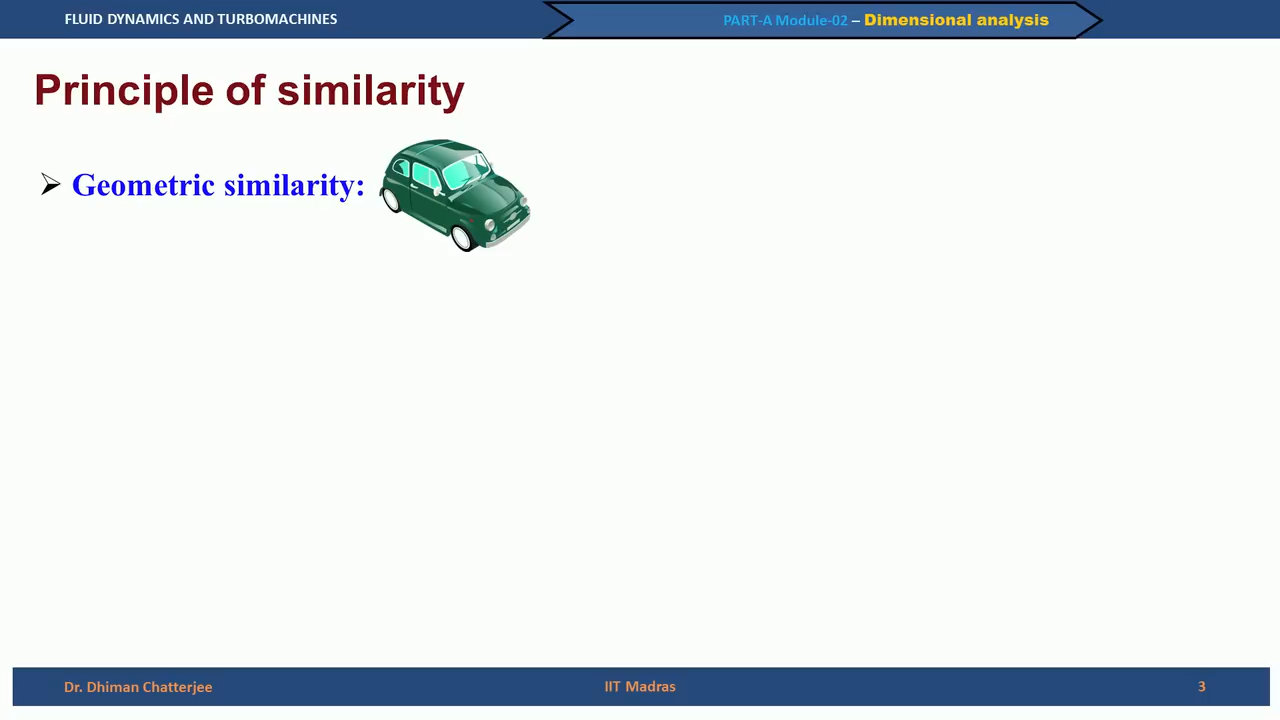 FLUID DYNAMICS AND TURBOMACHINES
PART-A Module-02 – Dimensional analysis
Principle of similarity
➢ Geometric similarity:
Dr. Dhiman Chatterjee
IIT Madras
3